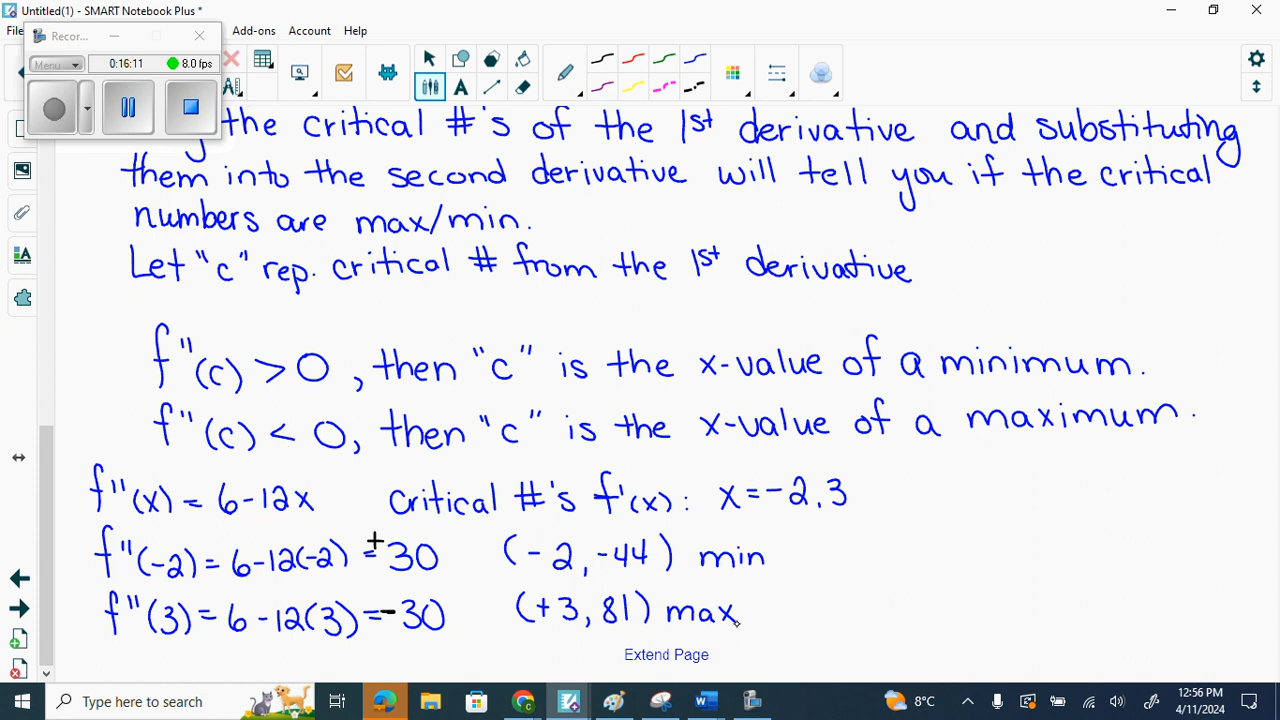 Untitled(1) - SMART Notebook Plus *
Add-ons Account Help
Recor...
Menu 0:16:11 8.0 fps
the critical #'s of the 1st derivative and substituting
them into the second derivative will tell you if the critical
numbers are max/min.
Let "c" rep. critical # from the 1st derivative
f"(c) > 0, then "c" is the x-value of a minimum.
f"(c) < 0, then "c" is the x-value of a maximum.
f"(x) = 6-12x critical #'s f'(x): x=-2,3
f"(-2) = 6-12(-2) = +30 (-2, -44) min
f"(3) = 6-12(3) = -30 (+3, 81) max
Extend Page
Type here to search
8°C
12:56 PM
4/11/2024